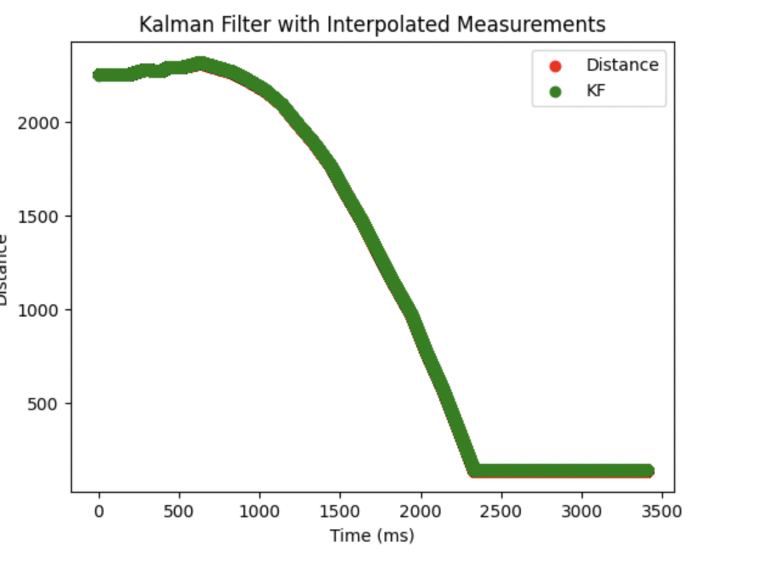 Kalman Filter with Interpolated Measurements
Distance
KF
2000
1500
1000
500
Distance
0 500 1000 1500 2000 2500 3000 3500
Time (ms)